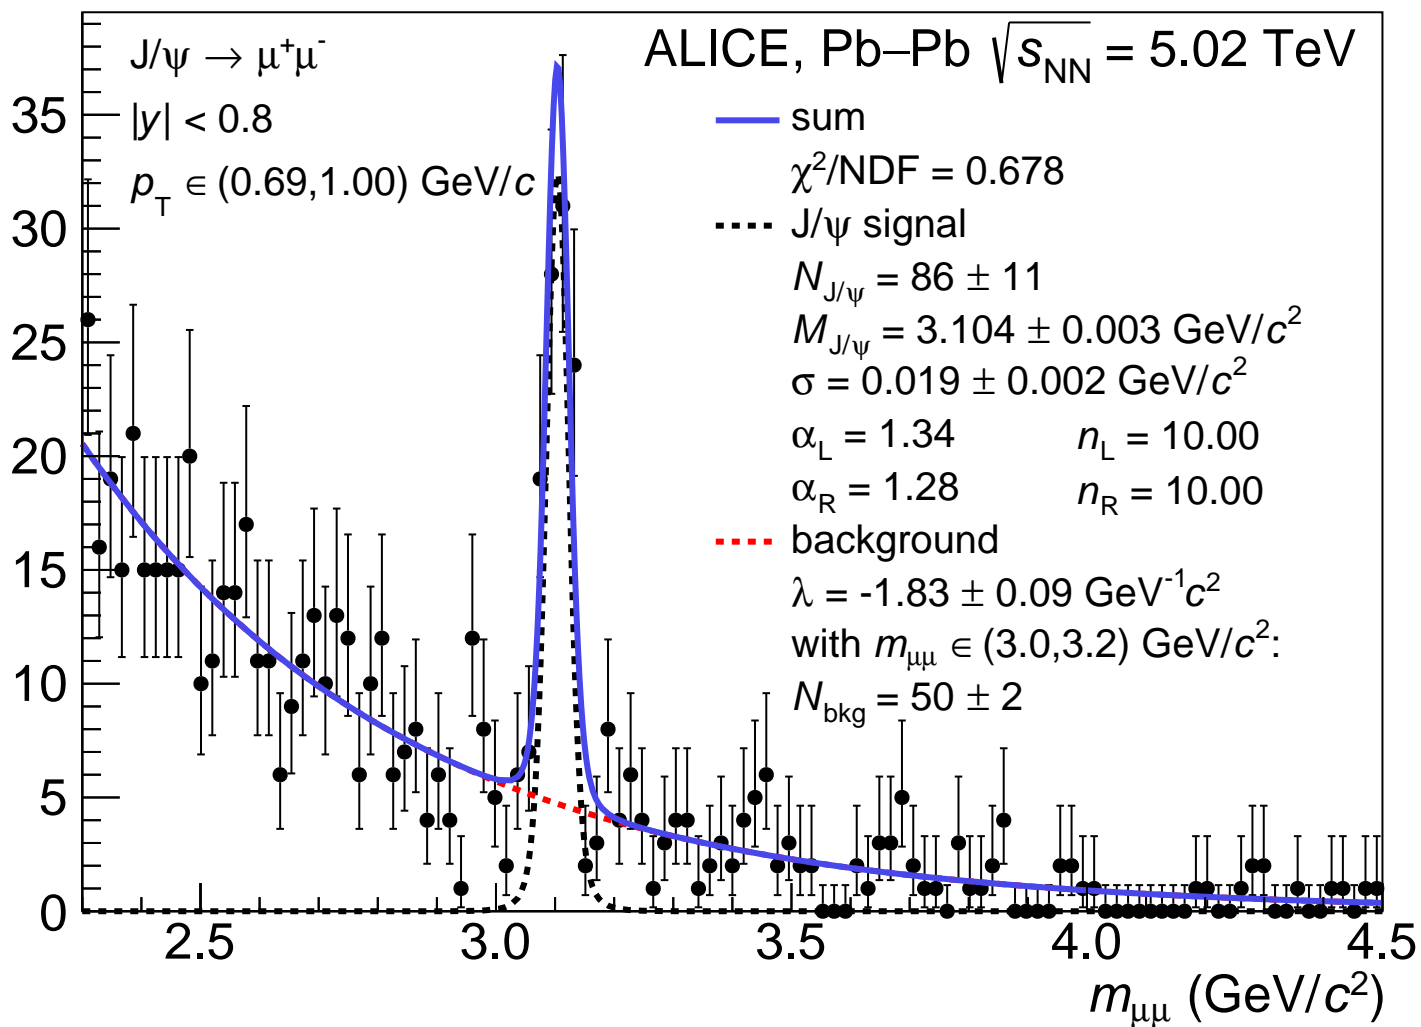 J/ψ → μ⁺μ⁻
|y| < 0.8
p_T ∈ (0.69,1.00) GeV/c
ALICE, Pb–Pb √s_NN = 5.02 TeV
sum
χ²/NDF = 0.678
J/ψ signal
N_J/ψ = 86 ± 11
M_J/ψ = 3.104 ± 0.003 GeV/c²
σ = 0.019 ± 0.002 GeV/c²
α_L = 1.34 n_L = 10.00
α_R = 1.28 n_R = 10.00
background
λ = -1.83 ± 0.09 GeV⁻¹c²
with m_μμ ∈ (3.0,3.2) GeV/c²:
N_bkg = 50 ± 2
35
30
25
20
15
10
5
0
2.5 3.0 3.5 4.0 4.5
m_μμ (GeV/c²)